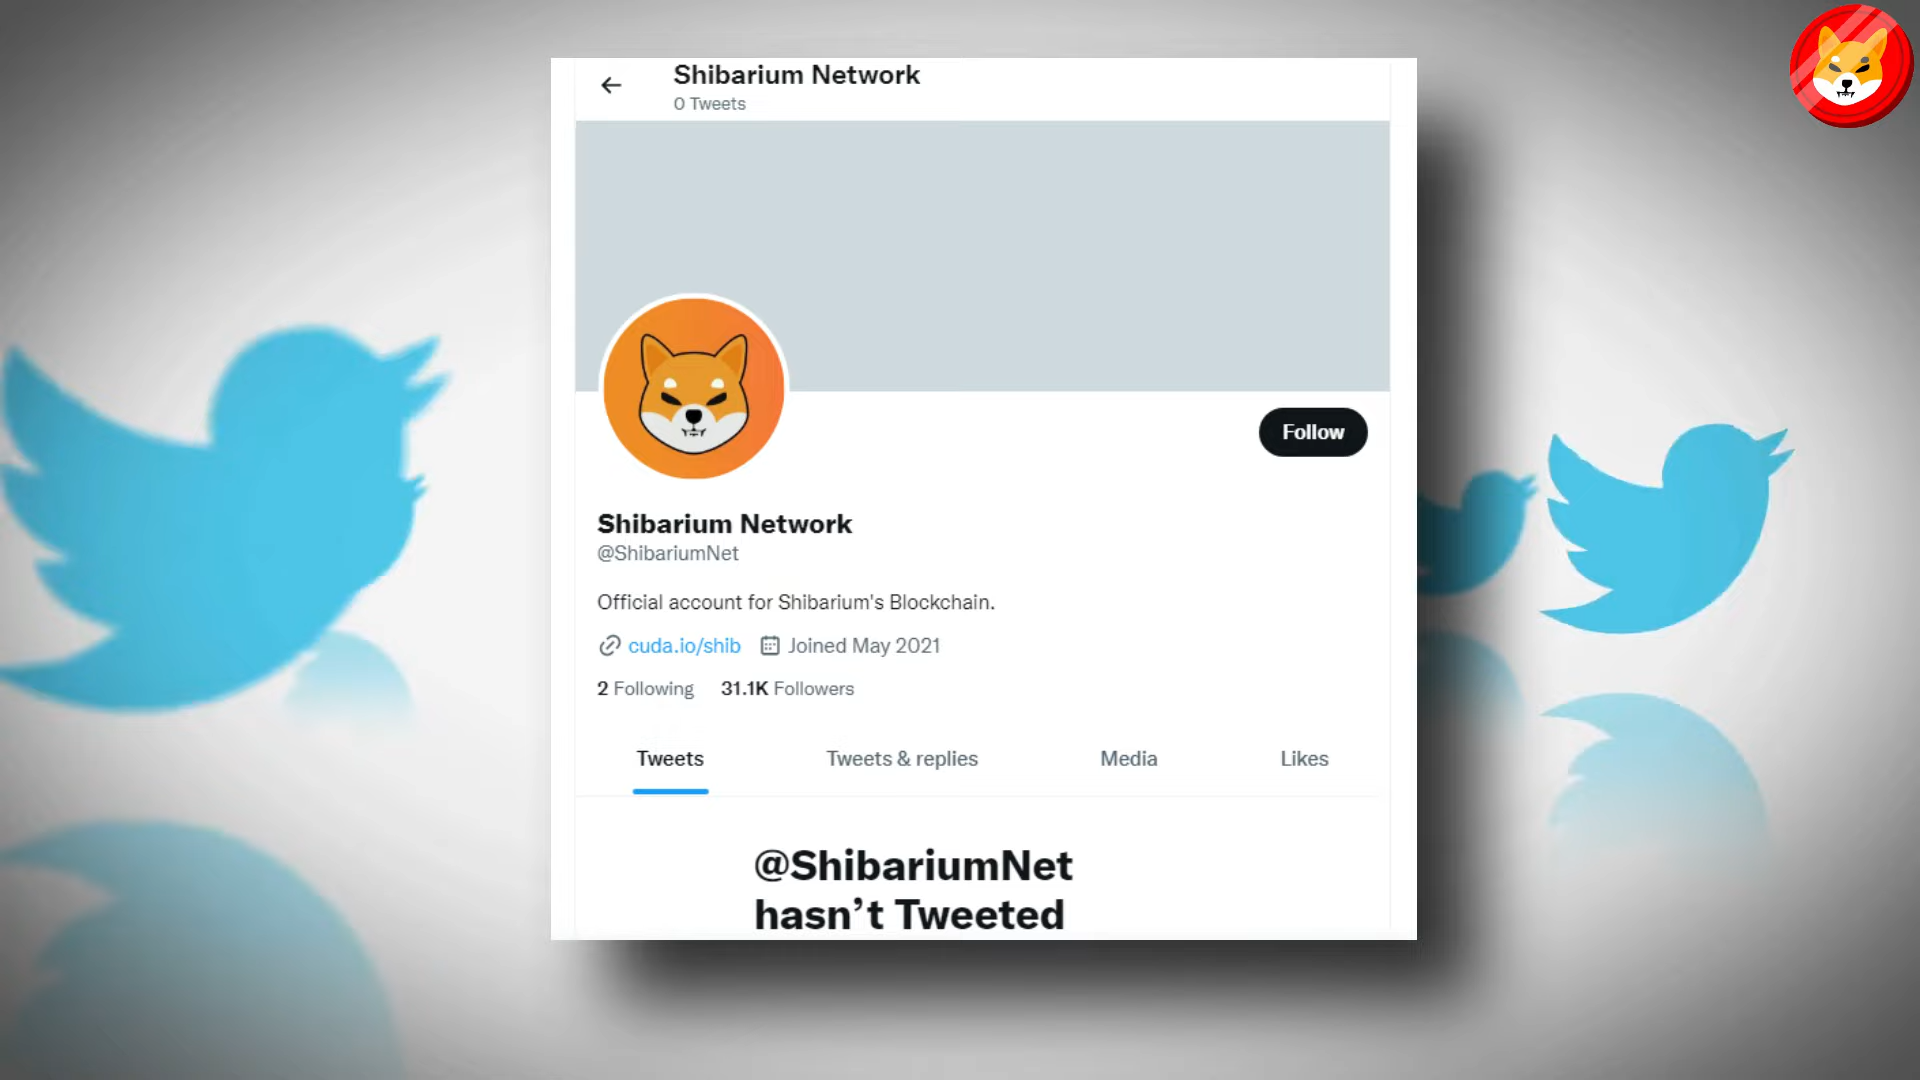 Shibarium Network
0 Tweets
Follow
Shibarium Network
@ShibariumNet
Official account for Shibarium's Blockchain.
cuda.io/shib Joined May 2021
2 Following 31.1K Followers
Tweets Tweets & replies Media Likes
@ShibariumNet
hasn’t Tweeted